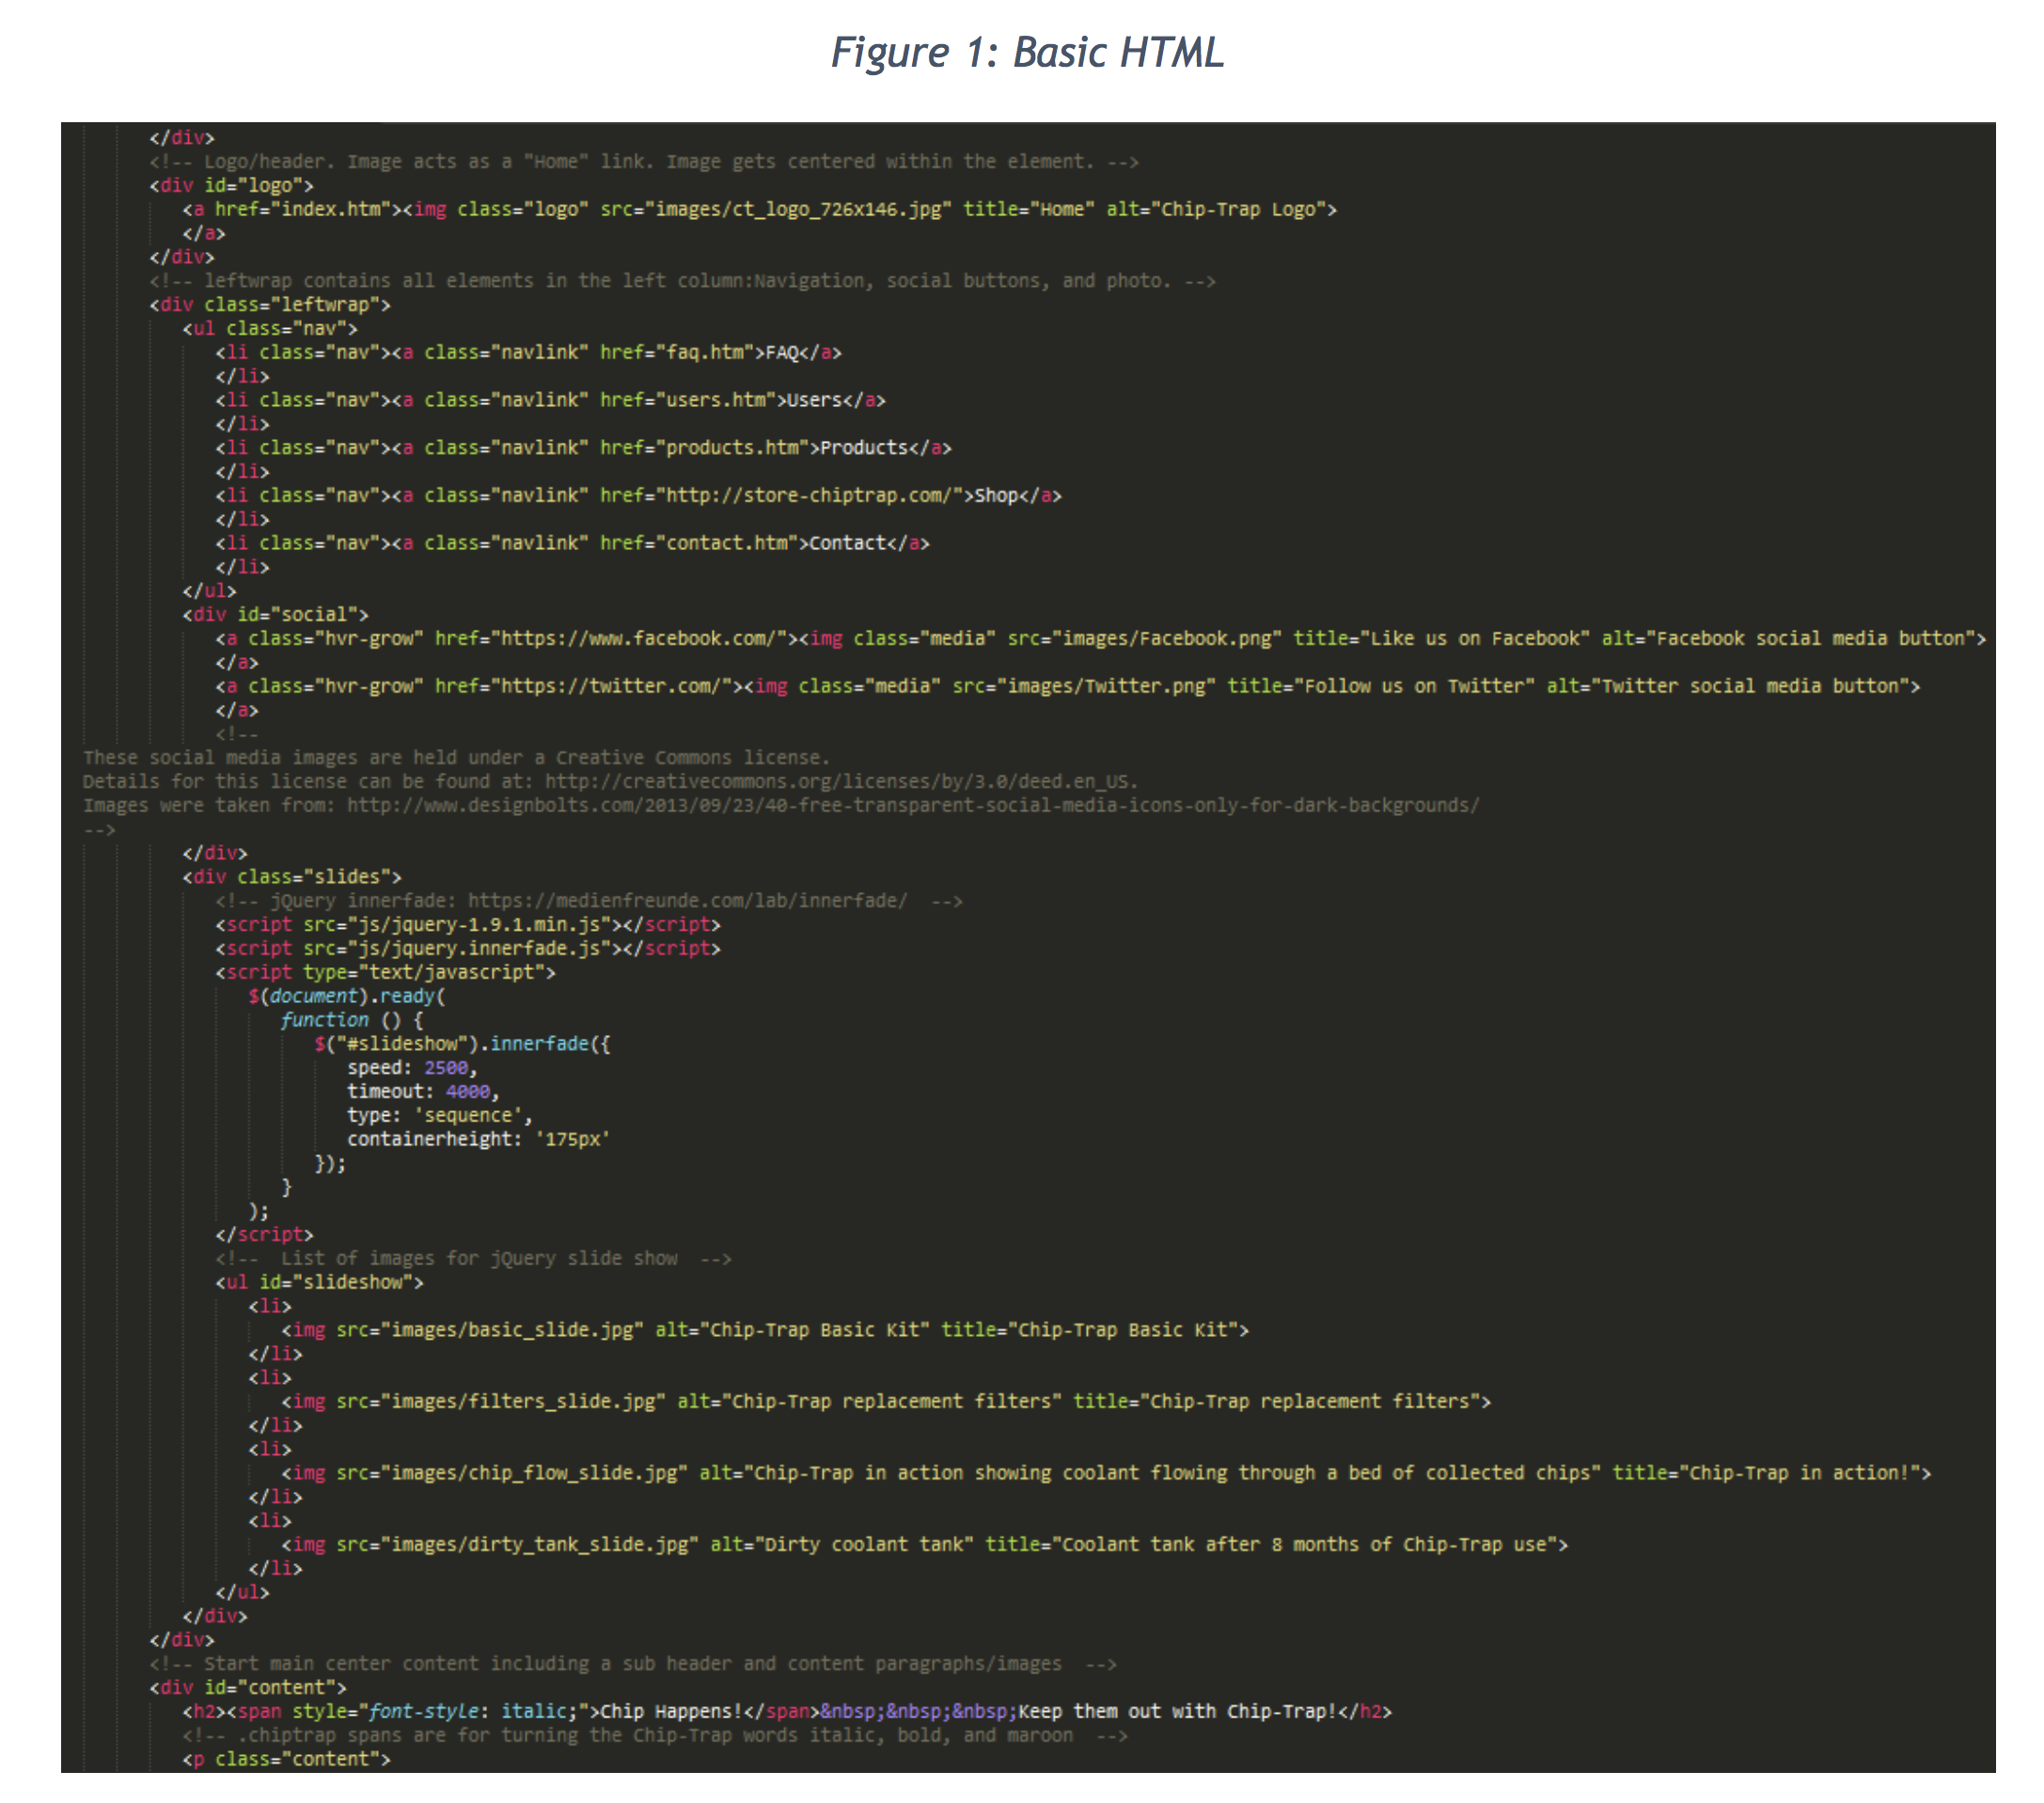 Figure 1: Basic HTML
</div>
<!-- Logo/header. Image acts as a "Home" link. Image gets centered within the element. -->
<div id="logo">
<a href="index.htm"><img class="logo" src="images/ct_logo_726x146.jpg" title="Home" alt="Chip-Trap Logo">
</a>
</div>
<!-- leftwrap contains all elements in the left column:Navigation, social buttons, and photo. -->
<div class="leftwrap">
<ul class="nav">
<li class="nav"><a class="navlink" href="faq.htm">FAQ</a>
</li>
<li class="nav"><a class="navlink" href="users.htm">Users</a>
</li>
<li class="nav"><a class="navlink" href="products.htm">Products</a>
</li>
<li class="nav"><a class="navlink" href="http://store-chiptrap.com/">Shop</a>
</li>
<li class="nav"><a class="navlink" href="contact.htm">Contact</a>
</li>
</ul>
<div id="social">
<a class="hvr-grow" href="https://www.facebook.com/"><img class="media" src="images/Facebook.png" title="Like us on Facebook" alt="Facebook social media button">
</a>
<a class="hvr-grow" href="https://twitter.com/"><img class="media" src="images/Twitter.png" title="Follow us on Twitter" alt="Twitter social media button">
</a>
<!--
These social media images are held under a Creative Commons license.
Details for this license can be found at: http://creativecommons.org/licenses/by/3.0/deed.en_US.
Images were taken from: http://www.designbolts.com/2013/09/23/40-free-transparent-social-media-icons-only-for-dark-backgrounds/
-->
</div>
<div class="slides">
<!-- jQuery innerfade: https://medienfreunde.com/lab/innerfade/  -->
<script src="js/jquery-1.9.1.min.js"></script>
<script src="js/jquery.innerfade.js"></script>
<script type="text/javascript">
$(document).ready(
function () {
$("#slideshow").innerfade({
speed: 2500,
timeout: 4000,
type: 'sequence',
containerheight: '175px'
});
}
);
</script>
<!--  List of images for jQuery slide show  -->
<ul id="slideshow">
<li>
<img src="images/basic_slide.jpg" alt="Chip-Trap Basic Kit" title="Chip-Trap Basic Kit">
</li>
<li>
<img src="images/filters_slide.jpg" alt="Chip-Trap replacement filters" title="Chip-Trap replacement filters">
</li>
<li>
<img src="images/chip_flow_slide.jpg" alt="Chip-Trap in action showing coolant flowing through a bed of collected chips" title="Chip-Trap in action!">
</li>
<li>
<img src="images/dirty_tank_slide.jpg" alt="Dirty coolant tank" title="Coolant tank after 8 months of Chip-Trap use">
</li>
</ul>
</div>
</div>
<!-- Start main center content including a sub header and content paragraphs/images  -->
<div id="content">
<h2><span style="font-style: italic;">Chip Happens!</span>&nbsp;&nbsp;&nbsp;Keep them out with Chip-Trap!</h2>
<!-- .chiptrap spans are for turning the Chip-Trap words italic, bold, and maroon  -->
<p class="content">